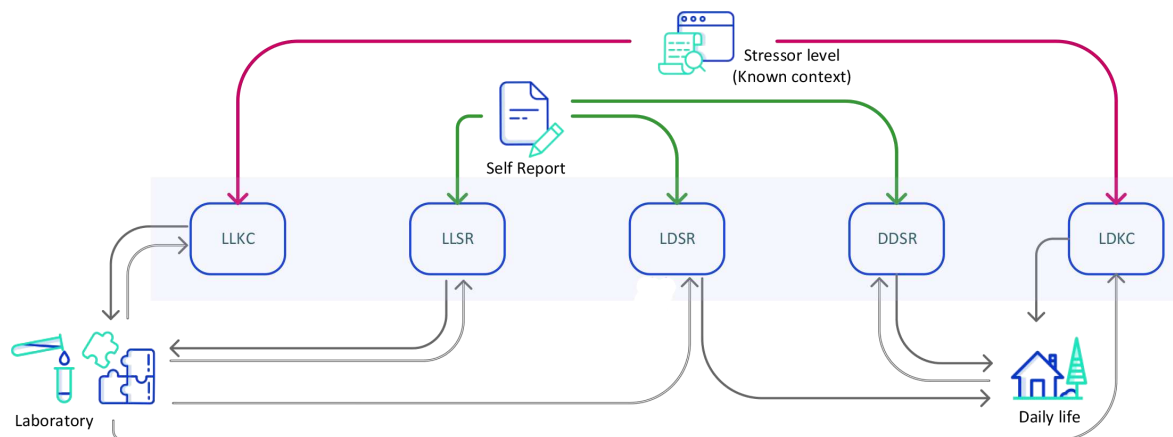 Stressor level
(Known context)
Self Report
LLKC
LLSR
LDSR
DDSR
LDKC
Laboratory
Daily life